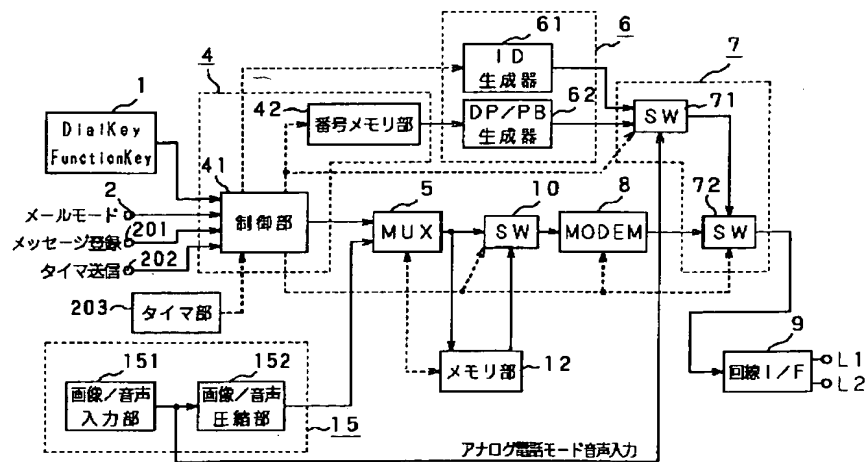 61
6
7
ID
生成器
4
1
42
62
71
DialKey
FunctionKey
番号メモリ部
DP/PB
生成器
SW
41
5
10
8
72
メールモード
2
制御部
MUX
SW
MODEM
SW
メッセージ登録
201
タイマ送信
202
203
タイマ部
9
151
152
12
メモリ部
回線I/F
L1
L2
画像/音声
入力部
画像/音声
圧縮部
15
アナログ電話モード音声入力